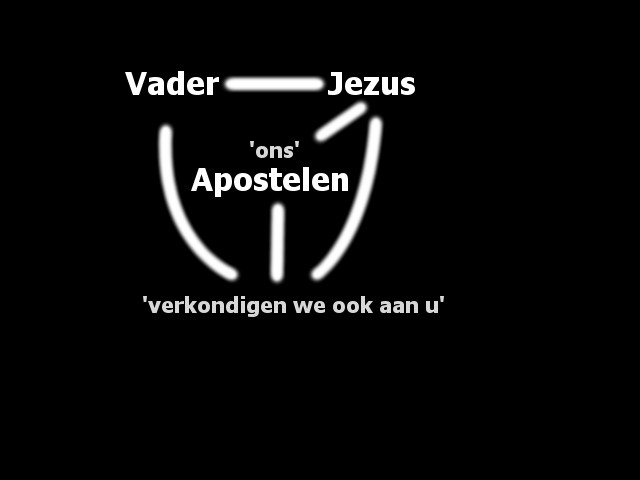 Vader Jezus
'ons'
Apostelen
'verkondigen we ook aan u'